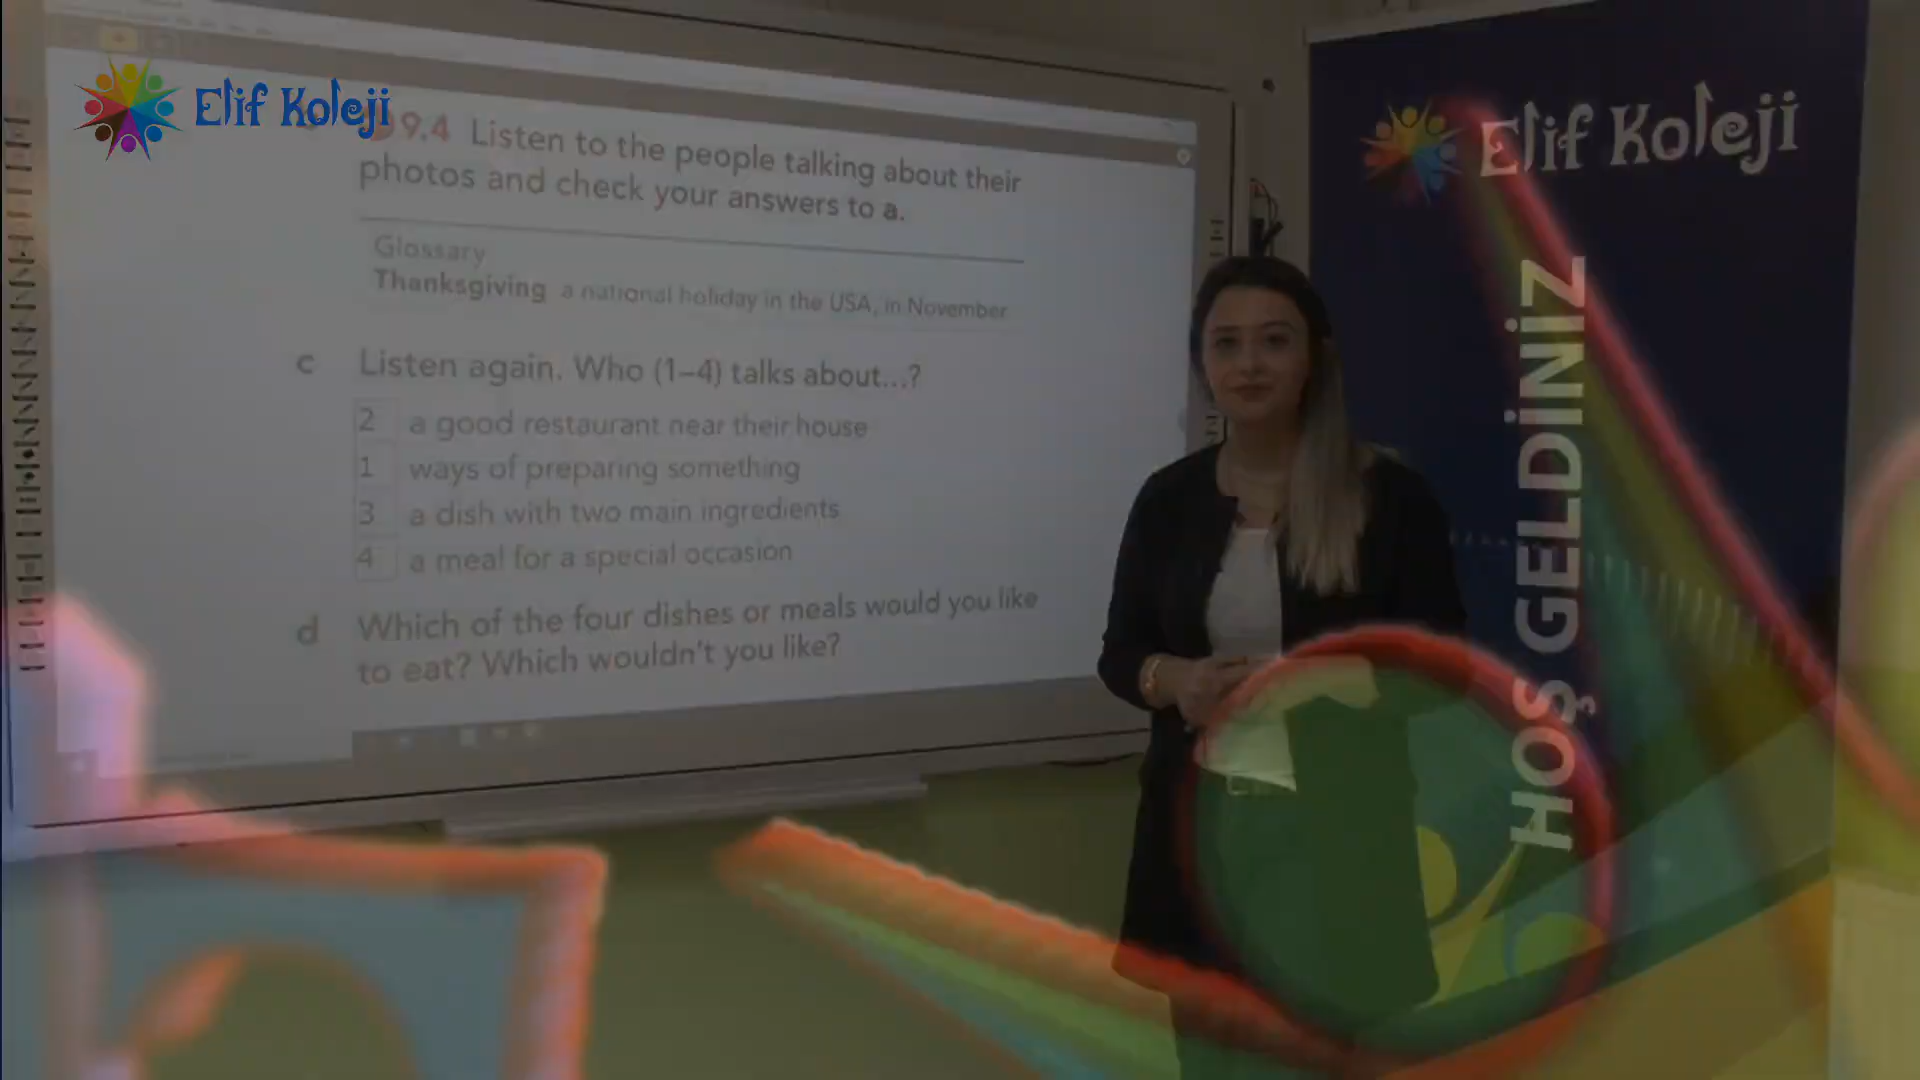 Elif Koleji
9.4 Listen to the people talking about their
photos and check your answers to a.
Glossary
Thanksgiving a national holiday in the USA, in November
c Listen again. Who (1–4) talks about...?
2 a good restaurant near their house
1 ways of preparing something
3 a dish with two main ingredients
4 a meal for a special occasion
d Which of the four dishes or meals would you like
to eat? Which wouldn't you like?
Elif Koleji
HOŞ GELDİNİZ